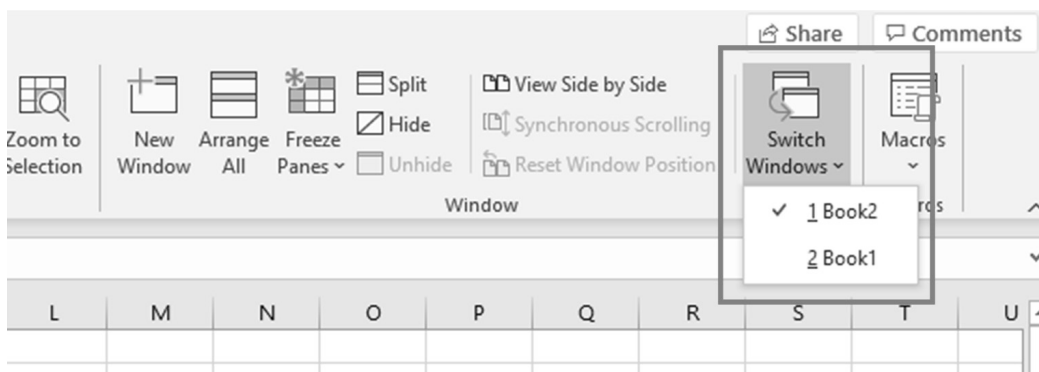 Share Comments
Split View Side by Side
Hide Synchronous Scrolling
Zoom to New Arrange Freeze Switch Macros
Selection Window All Panes Unhide Reset Window Position Windows
Window
1 Book2
2 Book1
L M N O P Q R S T U